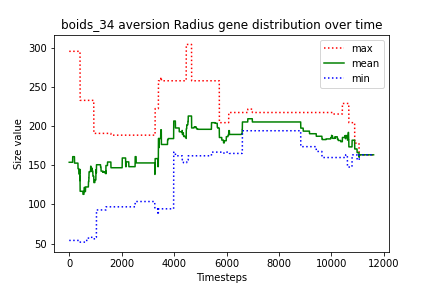 boids_34 aversion Radius gene distribution over time
Size value
300
250
200
150
100
50
max
mean
min
0
2000
4000
6000
8000
10000
12000
Timesteps